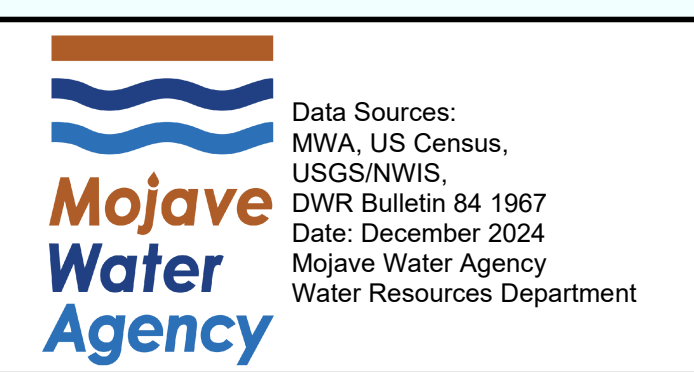 Mojave
Water
Agency
Data Sources:
MWA, US Census,
USGS/NWIS,
DWR Bulletin 84 1967
Date: December 2024
Mojave Water Agency
Water Resources Department